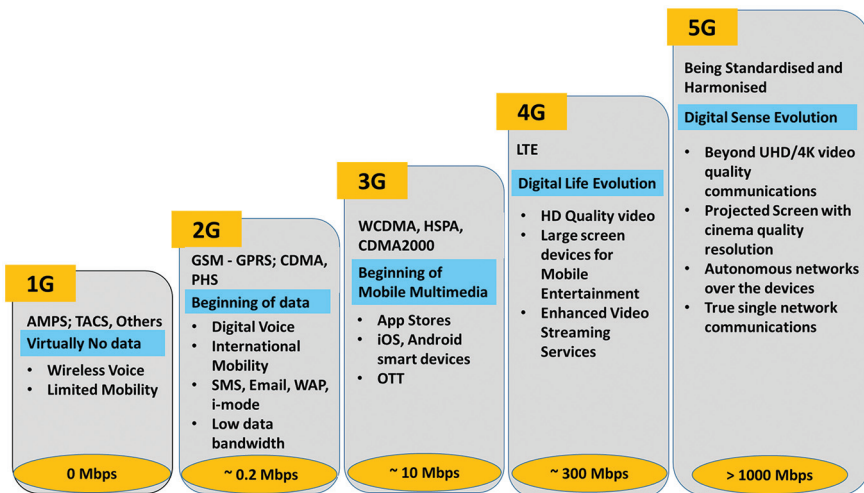 1G
AMPS; TACS, Others
Virtually No data
• Wireless Voice
• Limited Mobility
0 Mbps
2G
GSM - GPRS; CDMA,
PHS
Beginning of data
• Digital Voice
• International
Mobility
• SMS, Email, WAP,
i-mode
• Low data
bandwidth
~ 0.2 Mbps
3G
WCDMA, HSPA,
CDMA2000
Beginning of
Mobile Multimedia
• App Stores
• iOS, Android
smart devices
• OTT
~ 10 Mbps
4G
LTE
Digital Life Evolution
• HD Quality video
• Large screen
devices for
Mobile
Entertainment
• Enhanced Video
Streaming
Services
~ 300 Mbps
5G
Being Standardised and
Harmonised
Digital Sense Evolution
• Beyond UHD/4K video
quality
communications
• Projected Screen with
cinema quality
resolution
• Autonomous networks
over the devices
• True single network
communications
> 1000 Mbps